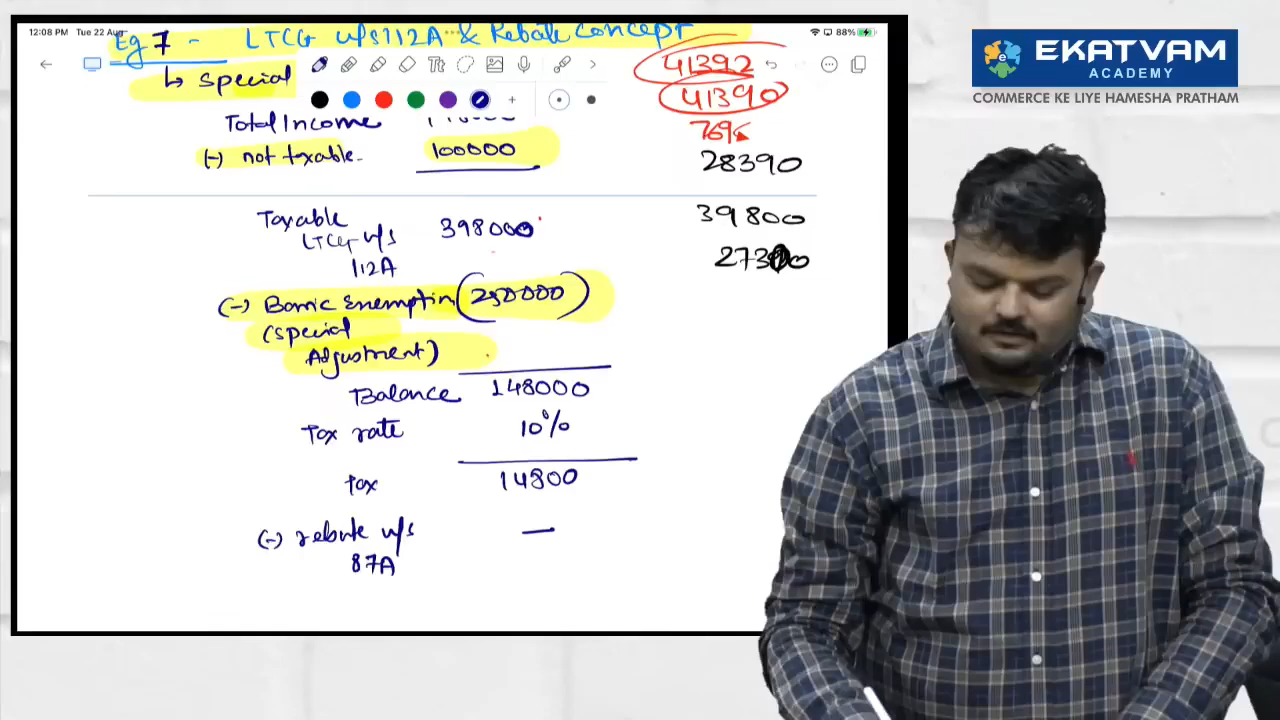 12:08 PM Tue 22 Aug
88%
Eg 7 - LTCG u/s 112A & Rebate Concept
↳ special
Total Income
(-) not taxable.
100000
41392
41390
28390
Taxable
LTCG u/s
112A
398000
39800
(-) Basic Exemption (250000)
(special
Adjustment)
Balance 148000
Tax rate 10%
tax 14800
(-) rebate u/s —
87A
EKATVAM
ACADEMY
COMMERCE KE LIYE HAMESHA PRATHAM